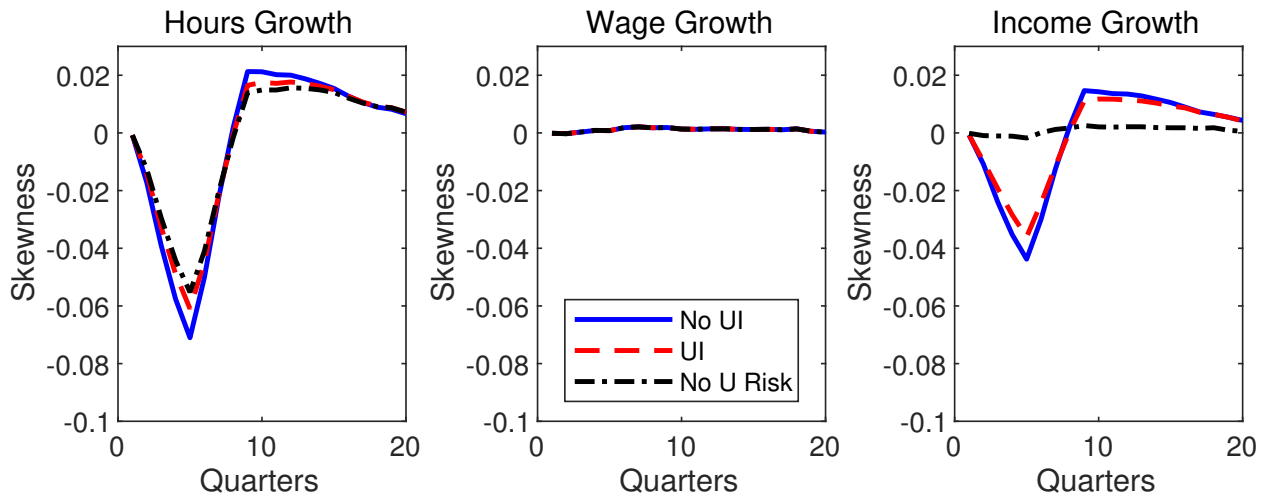 Hours Growth
Skewness
0.02
0
-0.02
-0.04
-0.06
-0.08
-0.1
0
10
20
Quarters
Wage Growth
Skewness
0.02
0
-0.02
-0.04
-0.06
-0.08
-0.1
No UI
UI
No U Risk
0
10
20
Quarters
Income Growth
Skewness
0.02
0
-0.02
-0.04
-0.06
-0.08
-0.1
0
10
20
Quarters